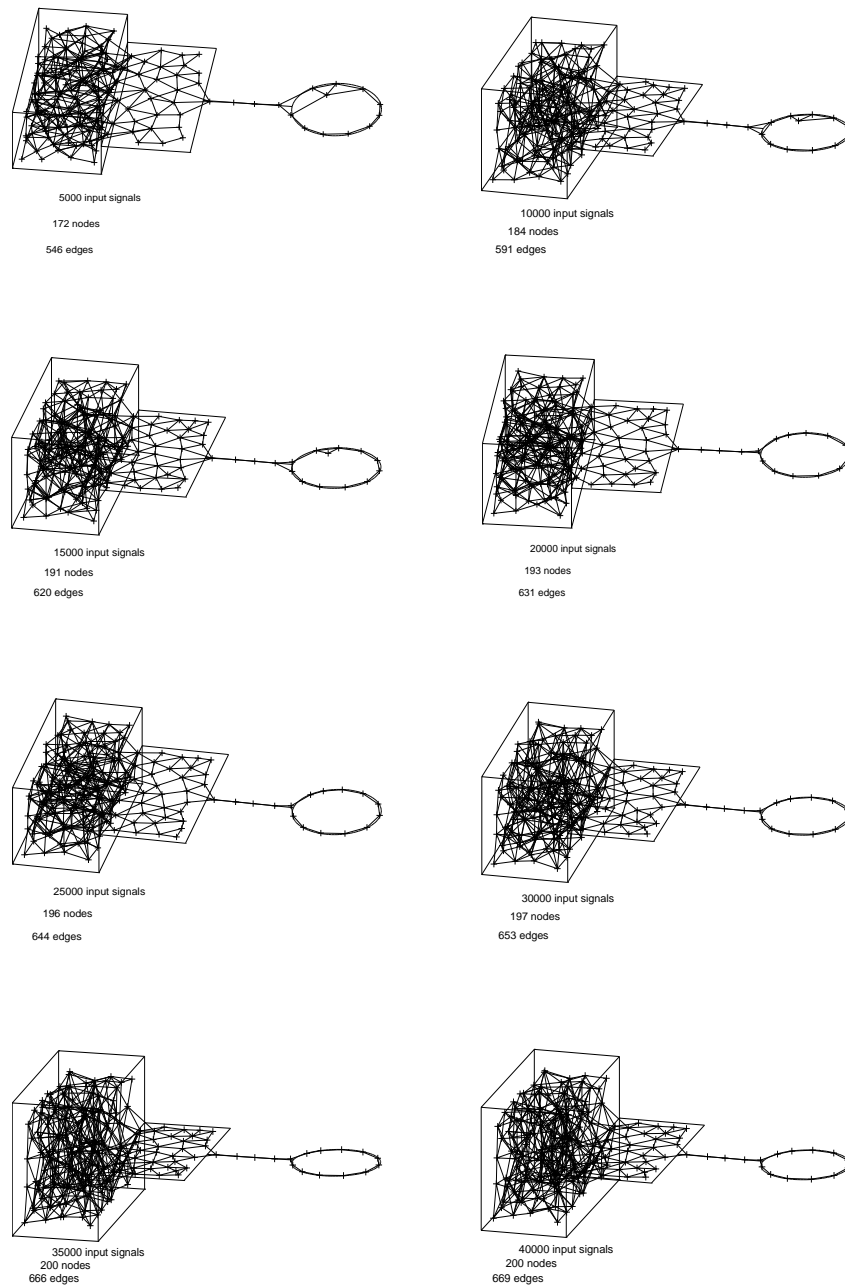 5000 input signals
172 nodes
546 edges
10000 input signals
184 nodes
591 edges
15000 input signals
191 nodes
620 edges
20000 input signals
193 nodes
631 edges
25000 input signals
196 nodes
644 edges
30000 input signals
197 nodes
653 edges
35000 input signals
200 nodes
666 edges
40000 input signals
200 nodes
669 edges